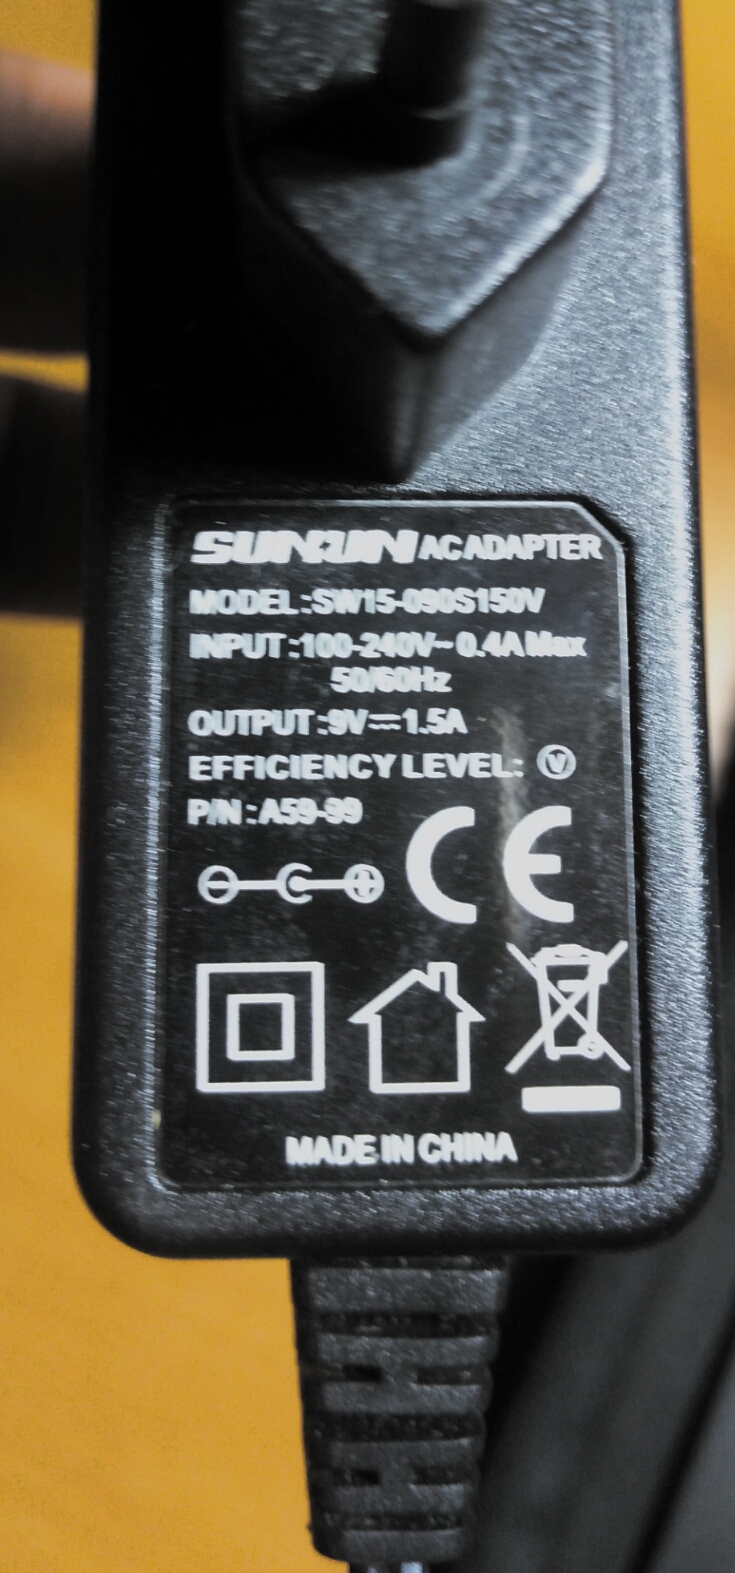 SUNXUN AC ADAPTER
MODEL:SW15-090S150V
INPUT:100-240V~ 0.4A Max
50/60Hz
OUTPUT:9V⎓1.5A
EFFICIENCY LEVEL: V
P/N:A59-99
CE
MADE IN CHINA